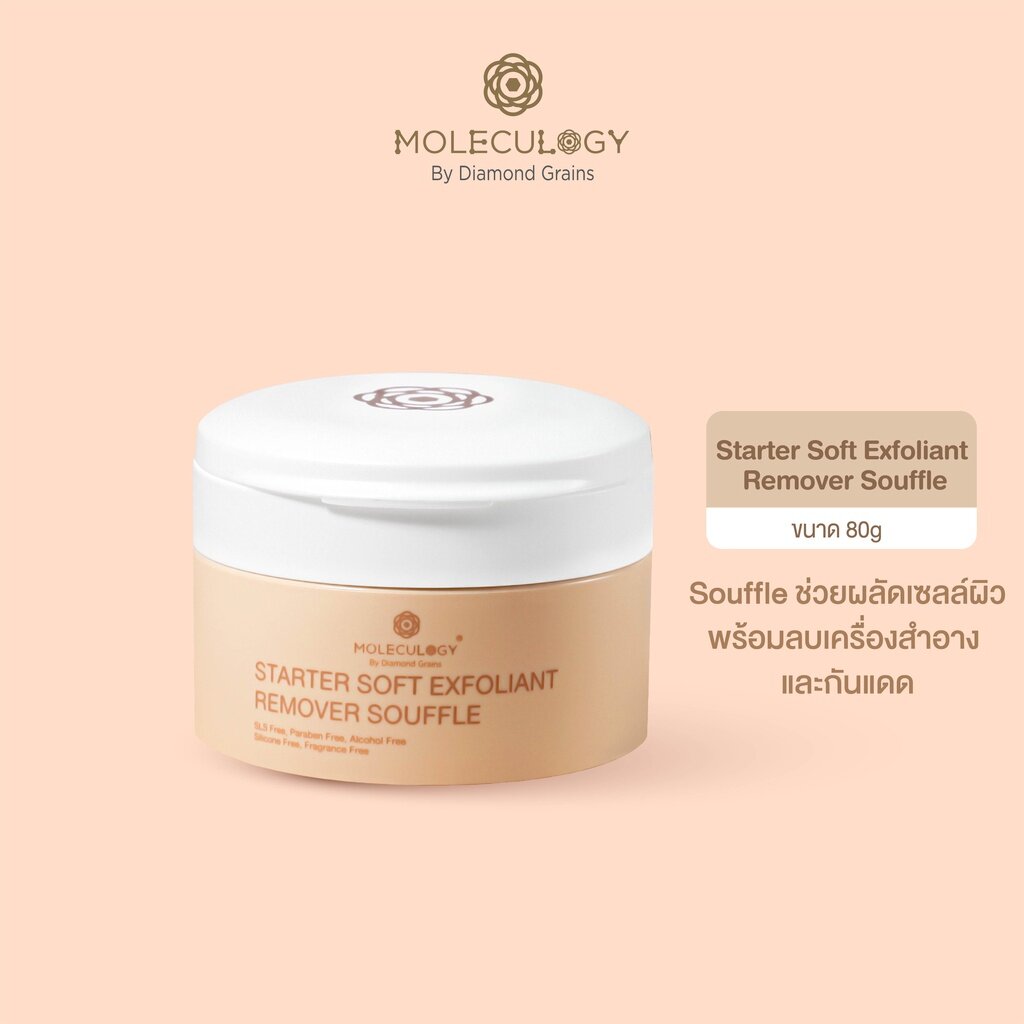 MOLECULOGY
By Diamond Grains
MOLECULOGY®
By Diamond Grains
STARTER SOFT EXFOLIANT
REMOVER SOUFFLE
SLS Free, Paraben Free, Alcohol Free
Silicone Free, Fragrance Free
Starter Soft Exfoliant
Remover Souffle
ขนาด 80g
Souffle ช่วยผลัดเซลล์ผิว
พร้อมลบเครื่องสำอาง
และกันแดด